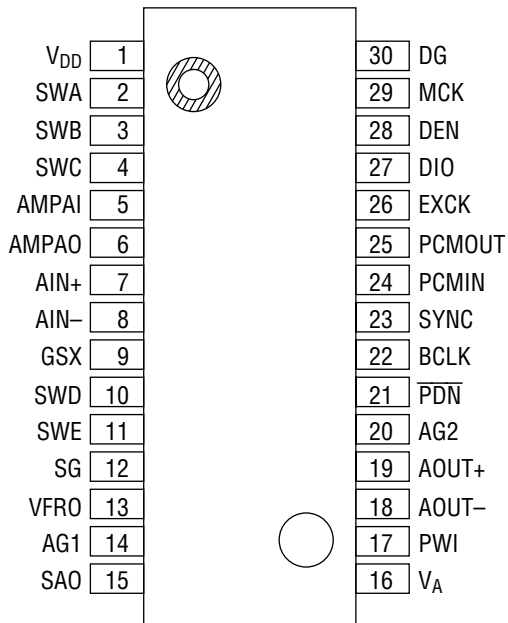 V_DD 1 30 DG
SWA 2 29 MCK
SWB 3 28 DEN
SWC 4 27 DIO
AMPAI 5 26 EXCK
AMPAO 6 25 PCMOUT
AIN+ 7 24 PCMIN
AIN– 8 23 SYNC
GSX 9 22 BCLK
SWD 10 21 P̅D̅N̅
SWE 11 20 AG2
SG 12 19 AOUT+
VFRO 13 18 AOUT–
AG1 14 17 PWI
SAO 15 16 V_A